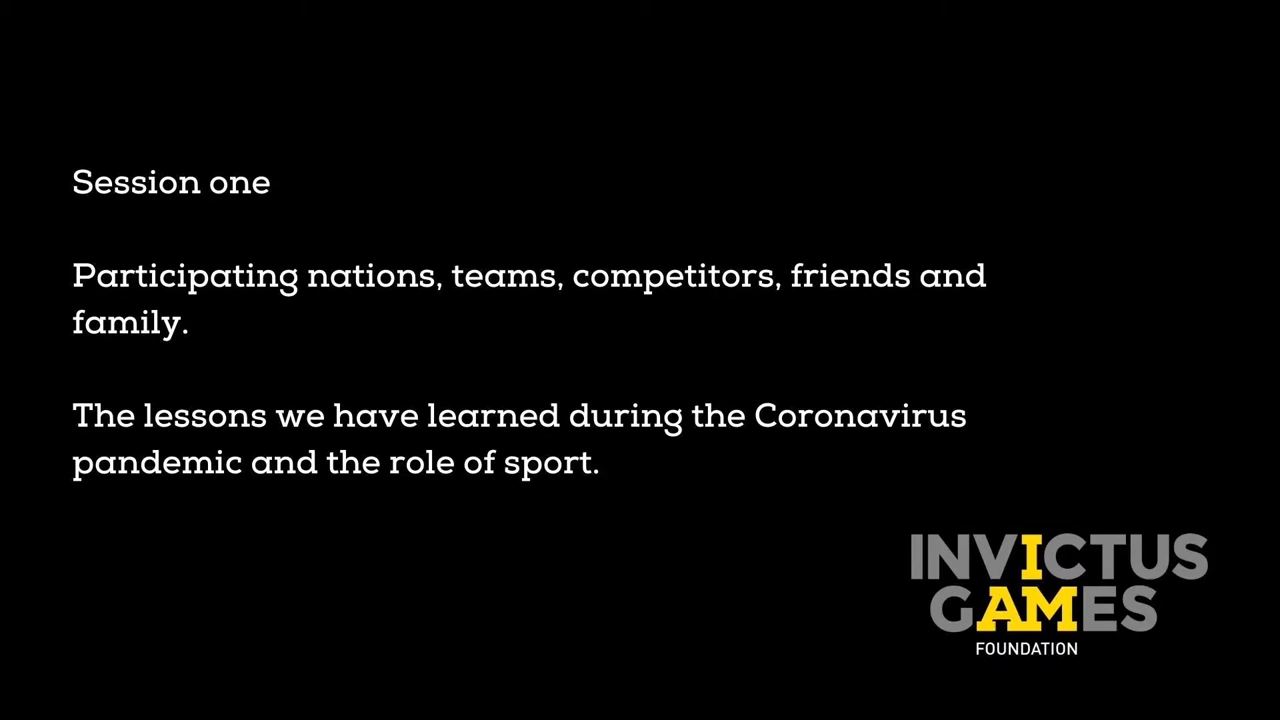 Session one
Participating nations, teams, competitors, friends and
family.
The lessons we have learned during the Coronavirus
pandemic and the role of sport.
INVICTUS
GAMES
FOUNDATION